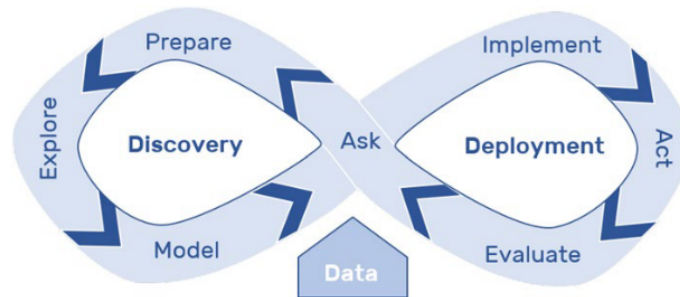 Prepare
Implement
Explore
Discovery
Ask
Deployment
Act
Model
Evaluate
Data